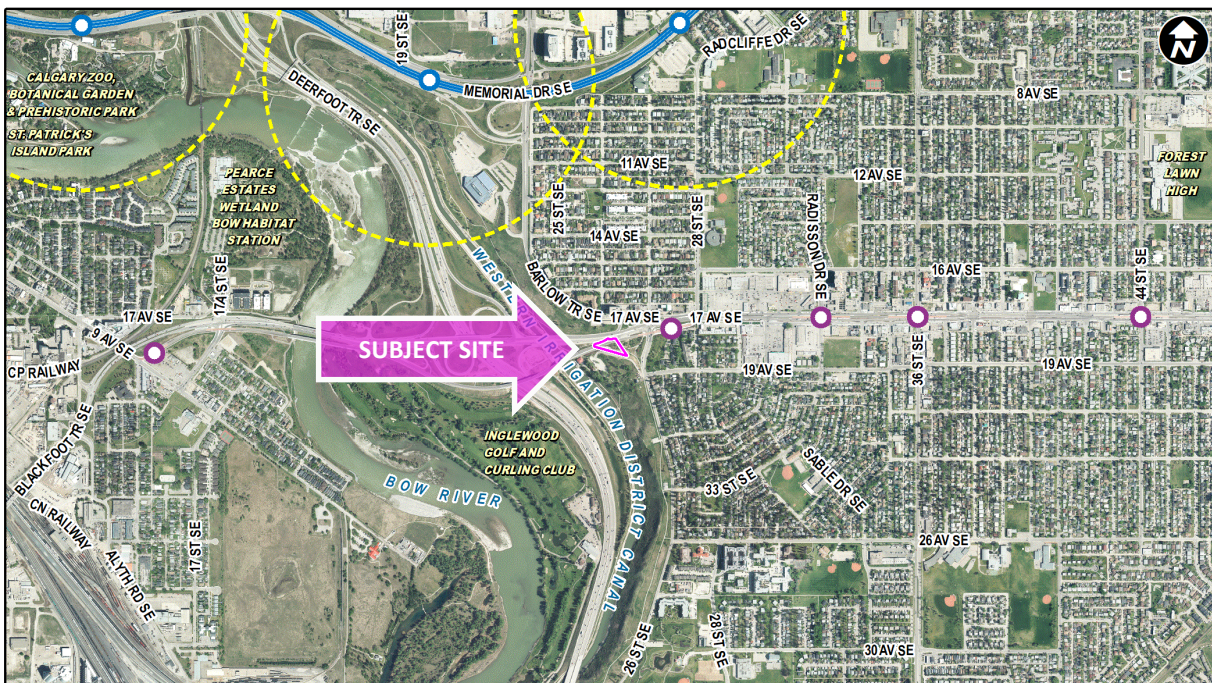 N
19 ST SE
RADCLIFFE DR SE
DEERFOOT TR SE
CALGARY ZOO,
BOTANICAL GARDEN
& PREHISTORIC PARK
MEMORIAL DR SE
8 AV SE
ST. PATRICK'S
ISLAND PARK
11 AV SE
12 AV SE
FOREST
LAWN
HIGH
PEARCE
ESTATES
WETLAND
BOW HABITAT
STATION
25 ST SE
28 ST SE
RADISSON DR SE
14 AV SE
17A ST SE
WESTERN IRRIGATION DISTRICT CANAL
BARLOW TR SE
16 AV SE
44 ST SE
17 AV SE
17 AV SE
17 AV SE
9 AV SE
SUBJECT SITE
CP RAILWAY
19 AV SE
19 AV SE
36 ST SE
BLACKFOOT TR SE
INGLEWOOD
GOLF AND
CURLING CLUB
BOW RIVER
33 ST SE
SABLE DR SE
CN RAILWAY
17 ST SE
ALYTH RD SE
26 AV SE
26 ST SE
28 ST SE
30 AV SE